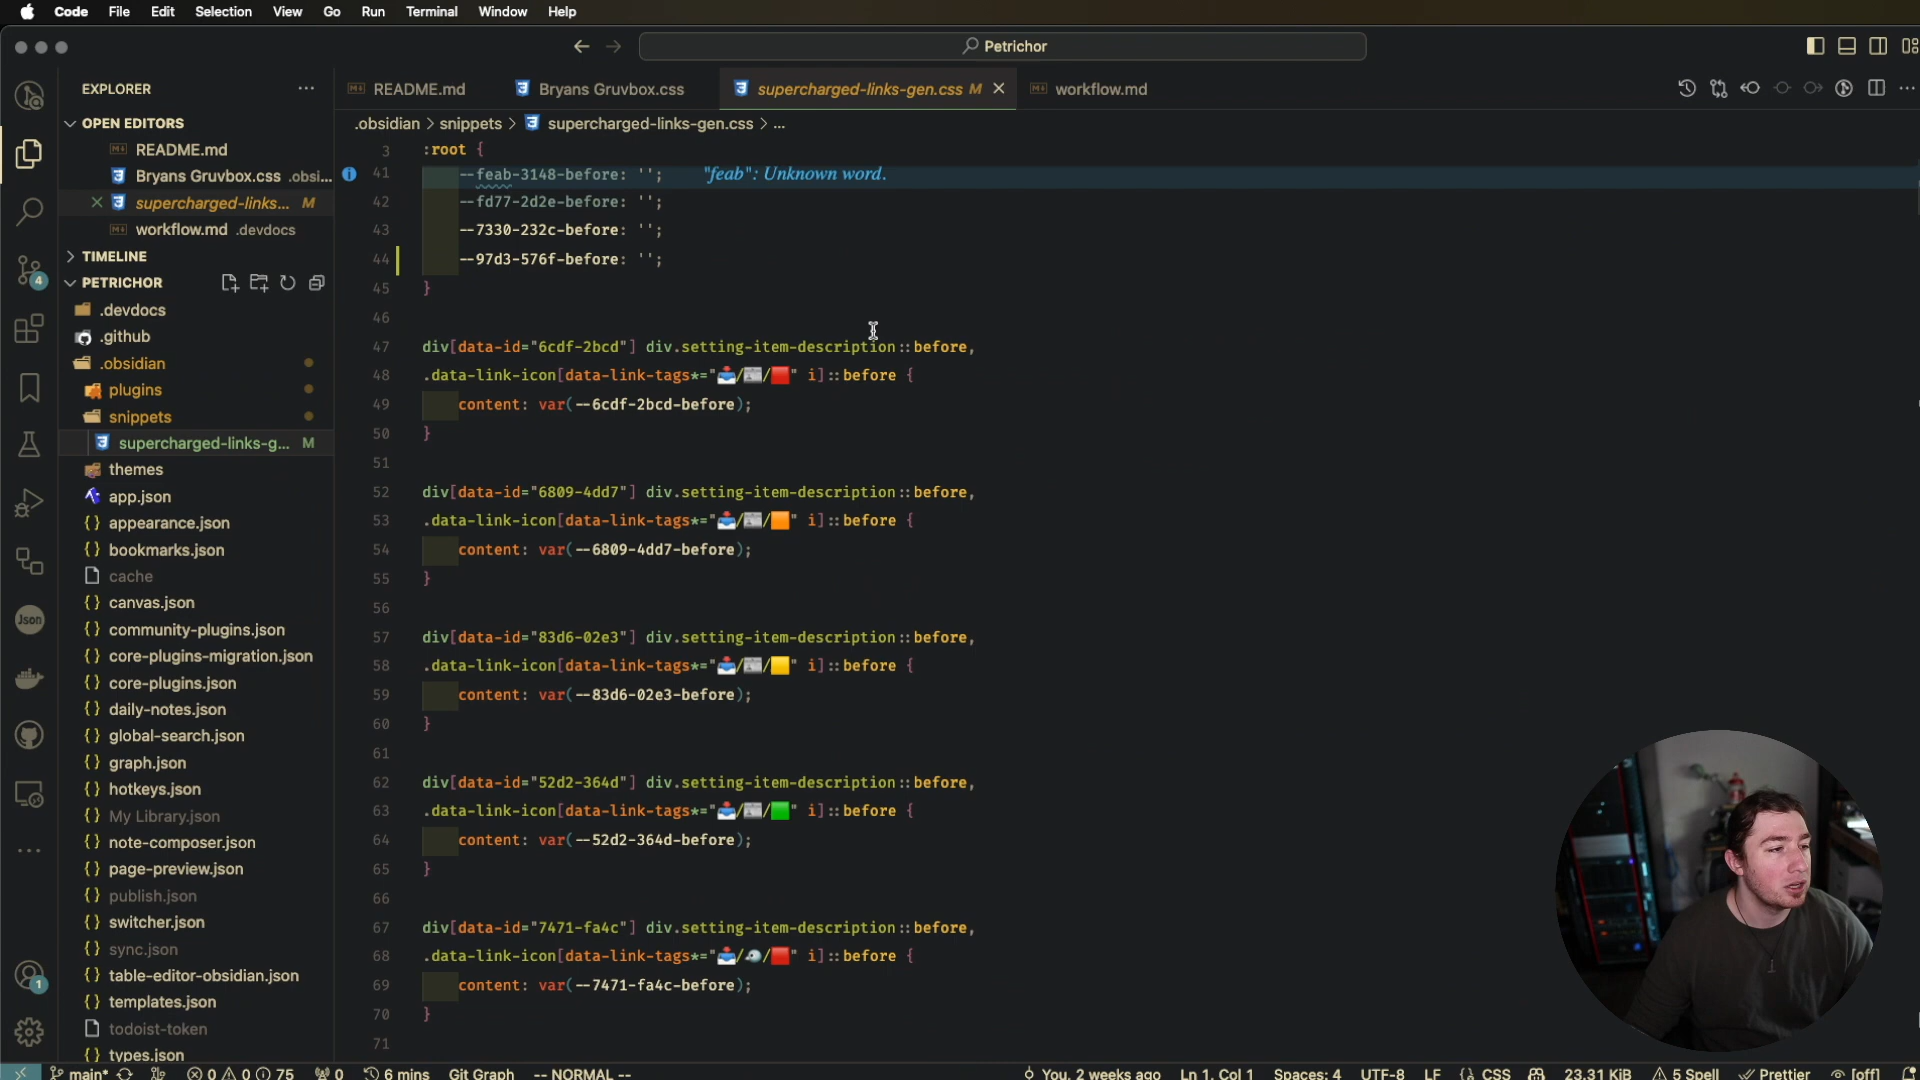 Code File Edit Selection View Go Run Terminal Window Help
Petrichor
EXPLORER
README.md
Bryans Gruvbox.css
supercharged-links-gen.css M
workflow.md
OPEN EDITORS
.obsidian > snippets > supercharged-links-gen.css > ...
README.md
Bryans Gruvbox.css .obsi...
supercharged-links... M
workflow.md .devdocs
TIMELINE
PETRICHOR
.devdocs
.github
.obsidian
plugins
snippets
supercharged-links-g... M
themes
app.json
appearance.json
bookmarks.json
cache
canvas.json
community-plugins.json
core-plugins-migration.json
core-plugins.json
daily-notes.json
global-search.json
graph.json
hotkeys.json
My Library.json
note-composer.json
page-preview.json
publish.json
switcher.json
sync.json
table-editor-obsidian.json
templates.json
todoist-token
types.json
4
Json
1
3 :root {
41 --feab-3148-before: ''; "feab": Unknown word.
42 --fd77-2d2e-before: '';
43 --7330-232c-before: '';
44 --97d3-576f-before: '';
45 }
46
47 div[data-id="6cdf-2bcd"] div.setting-item-description::before,
48 .data-link-icon[data-link-tags*="📥/📰/🟥" i]::before {
49 content: var(--6cdf-2bcd-before);
50 }
51
52 div[data-id="6809-4dd7"] div.setting-item-description::before,
53 .data-link-icon[data-link-tags*="📥/📰/🟧" i]::before {
54 content: var(--6809-4dd7-before);
55 }
56
57 div[data-id="83d6-02e3"] div.setting-item-description::before,
58 .data-link-icon[data-link-tags*="📥/📰/🟨" i]::before {
59 content: var(--83d6-02e3-before);
60 }
61
62 div[data-id="52d2-364d"] div.setting-item-description::before,
63 .data-link-icon[data-link-tags*="📥/📰/🟩" i]::before {
64 content: var(--52d2-364d-before);
65 }
66
67 div[data-id="7471-fa4c"] div.setting-item-description::before,
68 .data-link-icon[data-link-tags*="📥/🐦/🟥" i]::before {
69 content: var(--7471-fa4c-before);
70 }
71
main* 0 0 75 0 6 mins Git Graph -- NORMAL -- You, 2 weeks ago Ln 1, Col 1 Spaces: 4 UTF-8 LF {} CSS 23.31 KiB 5 Spell Prettier [off]